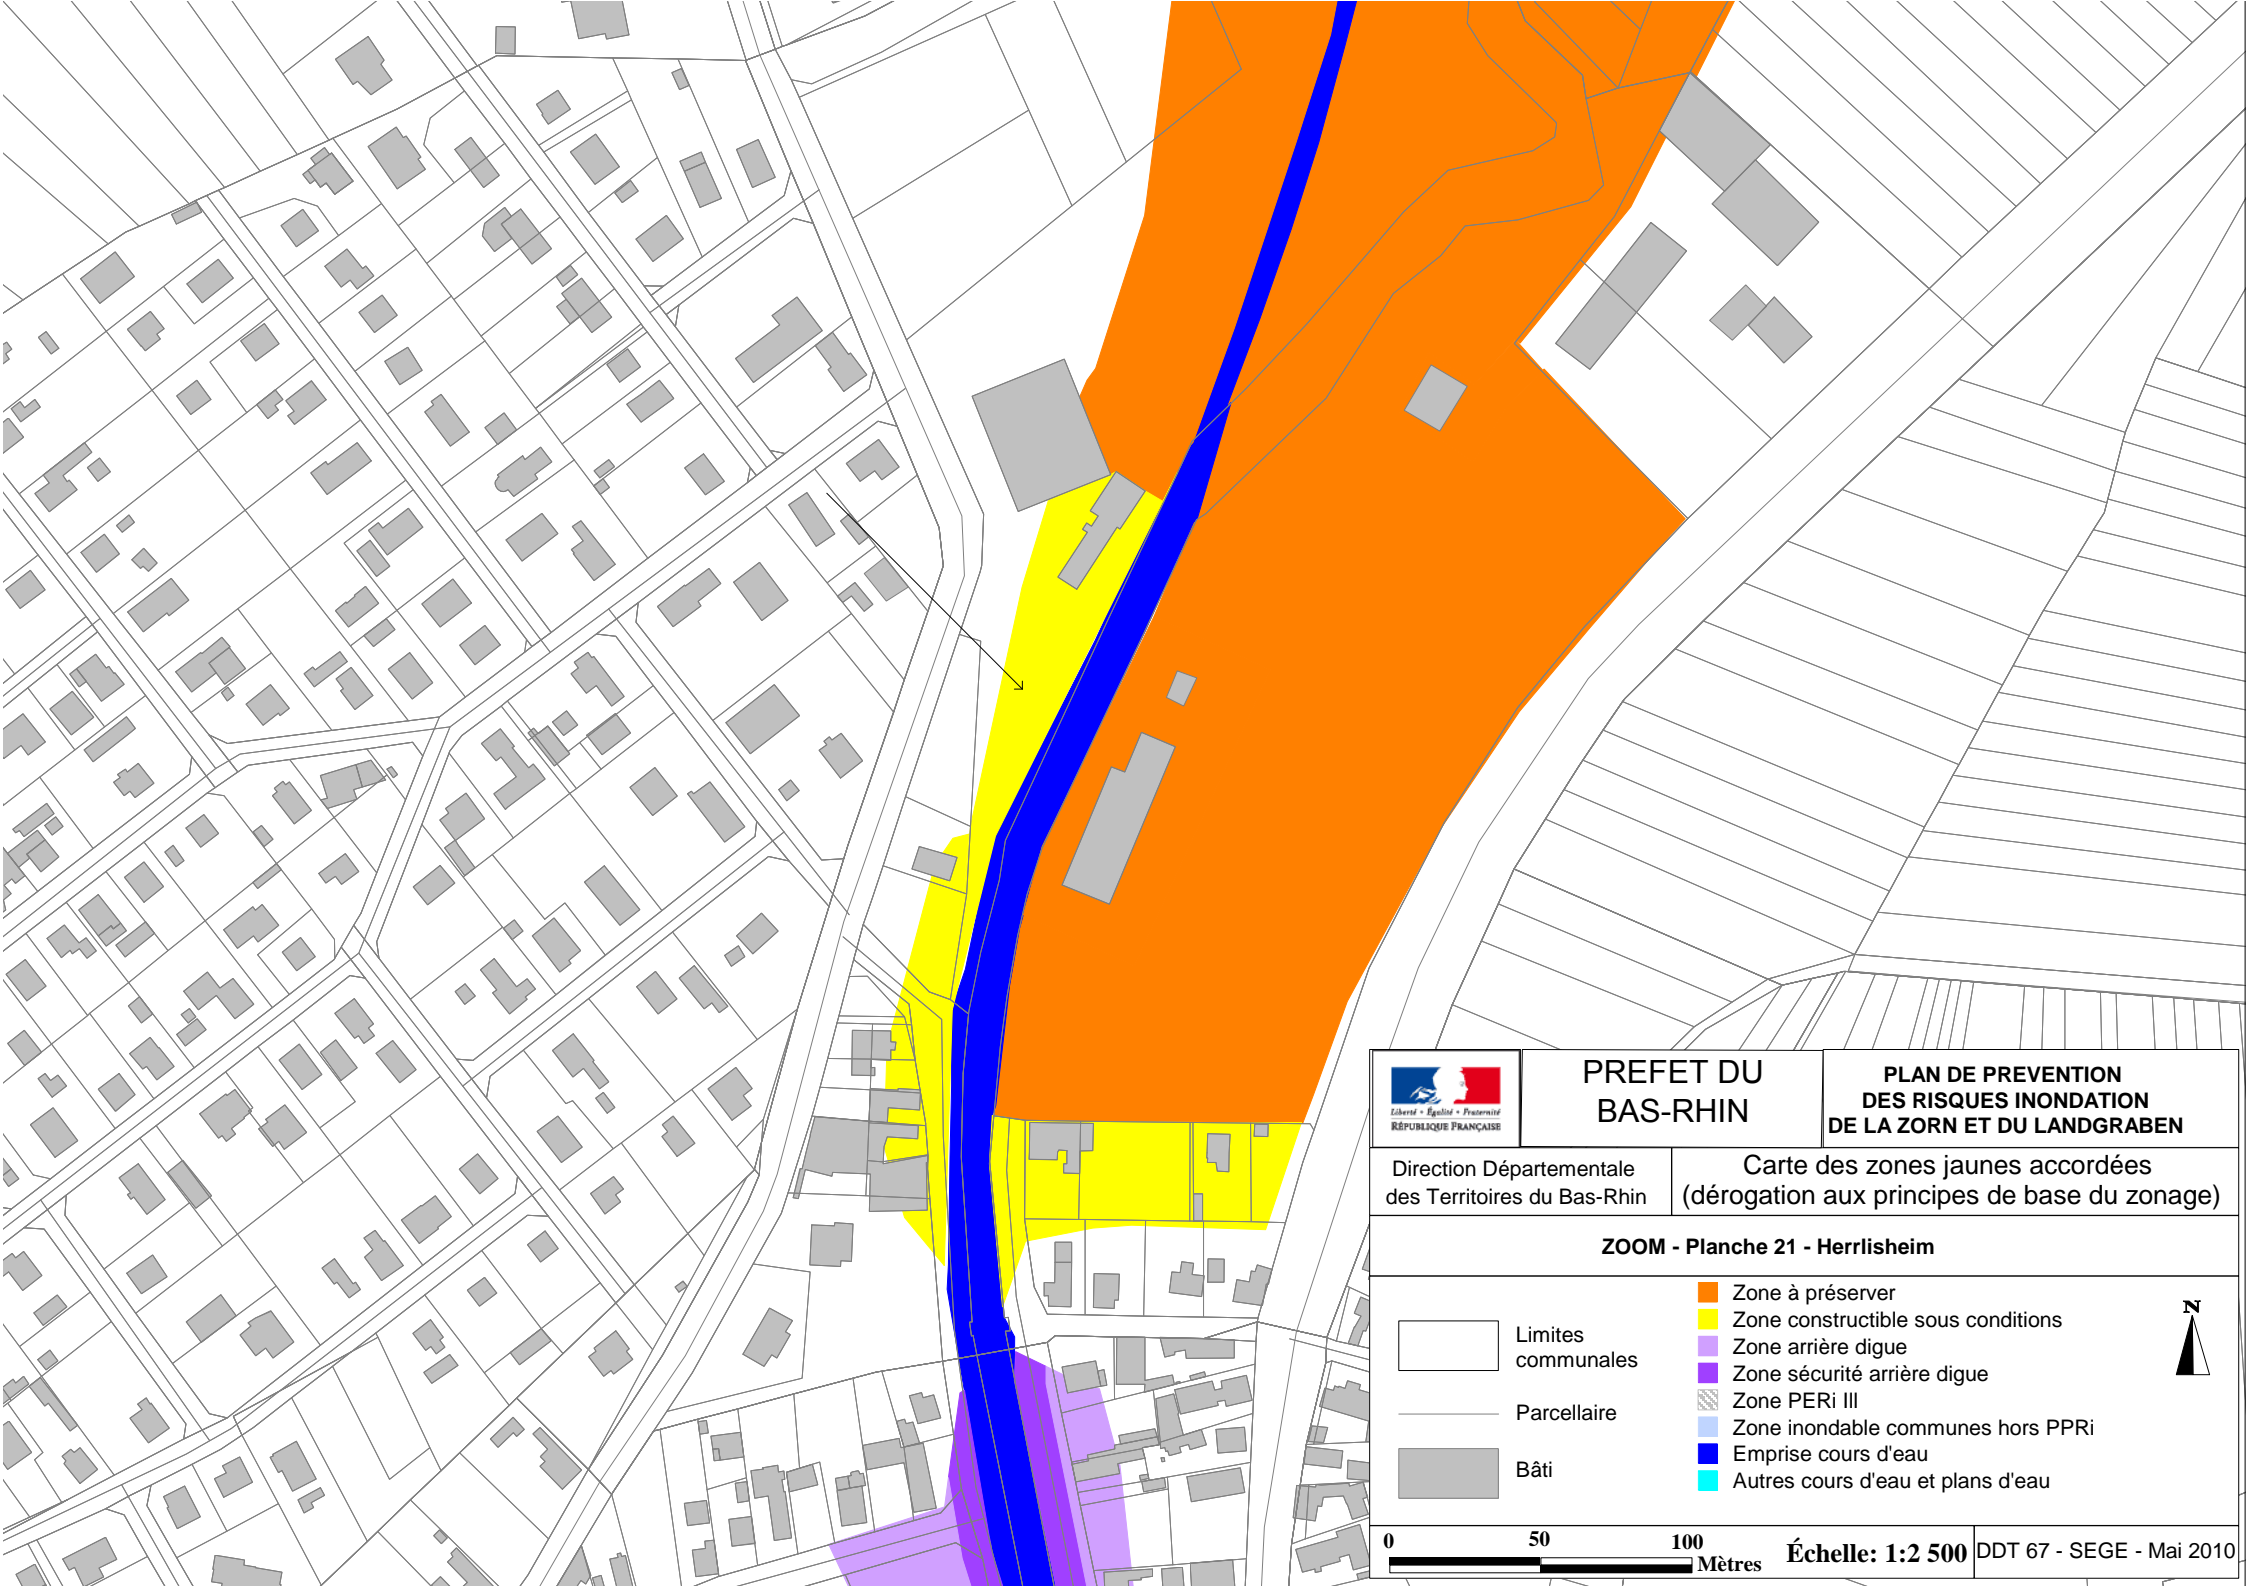 Liberté • Égalité • Fraternité
RÉPUBLIQUE FRANÇAISE
PREFET DU
BAS-RHIN
PLAN DE PREVENTION
DES RISQUES INONDATION
DE LA ZORN ET DU LANDGRABEN
Direction Départementale
des Territoires du Bas-Rhin
Carte des zones jaunes accordées
(dérogation aux principes de base du zonage)
ZOOM - Planche 21 - Herrlisheim
Limites
communales
Parcellaire
Bâti
Zone à préserver
Zone constructible sous conditions
Zone arrière digue
Zone sécurité arrière digue
Zone PERi III
Zone inondable communes hors PPRi
Emprise cours d'eau
Autres cours d'eau et plans d'eau
N
0 50 100
Mètres
Échelle: 1:2 500
DDT 67 - SEGE - Mai 2010